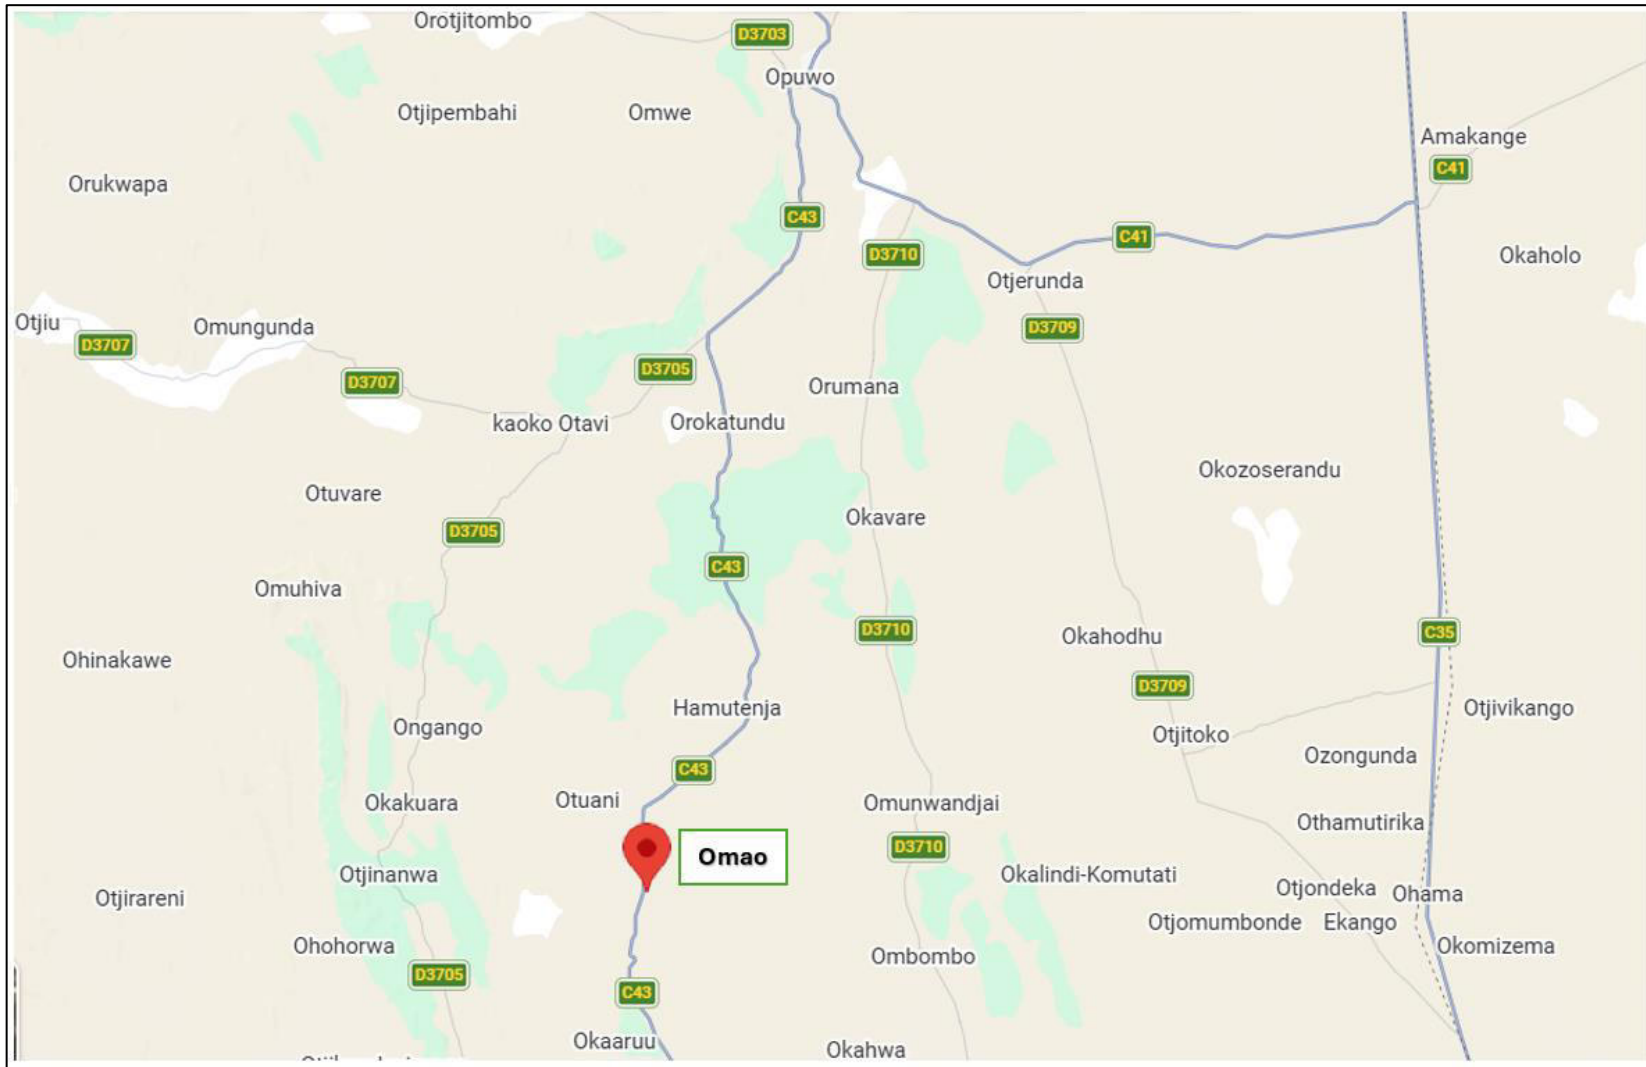 Orotjitombo
D3703
Opuwo
Otjipembahi
Omwe
Amakange
C41
Orukwapa
C43
C41
D3710
Okaholo
Otjerunda
Otjiu
Omungunda
D3709
D3707
D3705
D3707
Orumana
kaoko Otavi
Orokatundu
Okozoserandu
Otuvare
Okavare
D3705
C43
Omuhiva
D3710
C35
Okahodhu
Ohinakawe
D3709
Hamutenja
Otjivikango
Ongango
Otjitoko
Ozongunda
C43
Otuani
Okakuara
Omunwandjai
Othamutirika
D3710
Omao
Otjinanwa
Okalindi-Komutati
Otjondeka
Ohama
Otjirareni
Otjomumbonde
Ekango
Ohohorwa
Okomizema
Ombombo
D3705
C43
Okaaruu
Okahwa